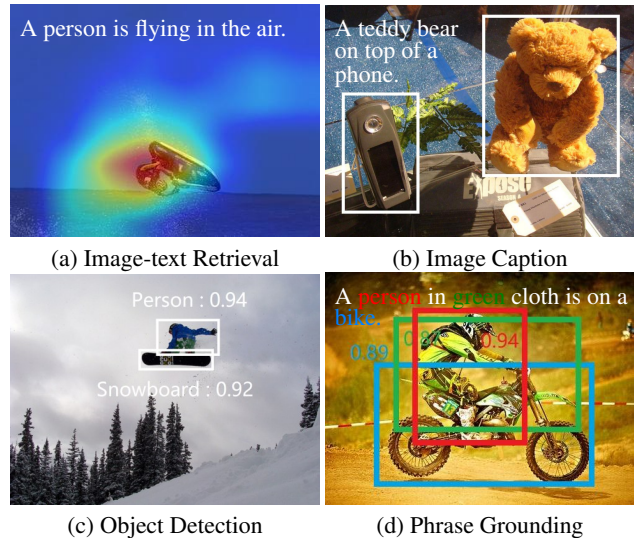 A person is flying in the air.
(a) Image-text Retrieval
A teddy bear
on top of a
phone.
EXPOSE
(b) Image Caption
Person : 0.94
Snowboard : 0.92
(c) Object Detection
A person in green cloth is on a
bike.
0.89
0.94
(d) Phrase Grounding